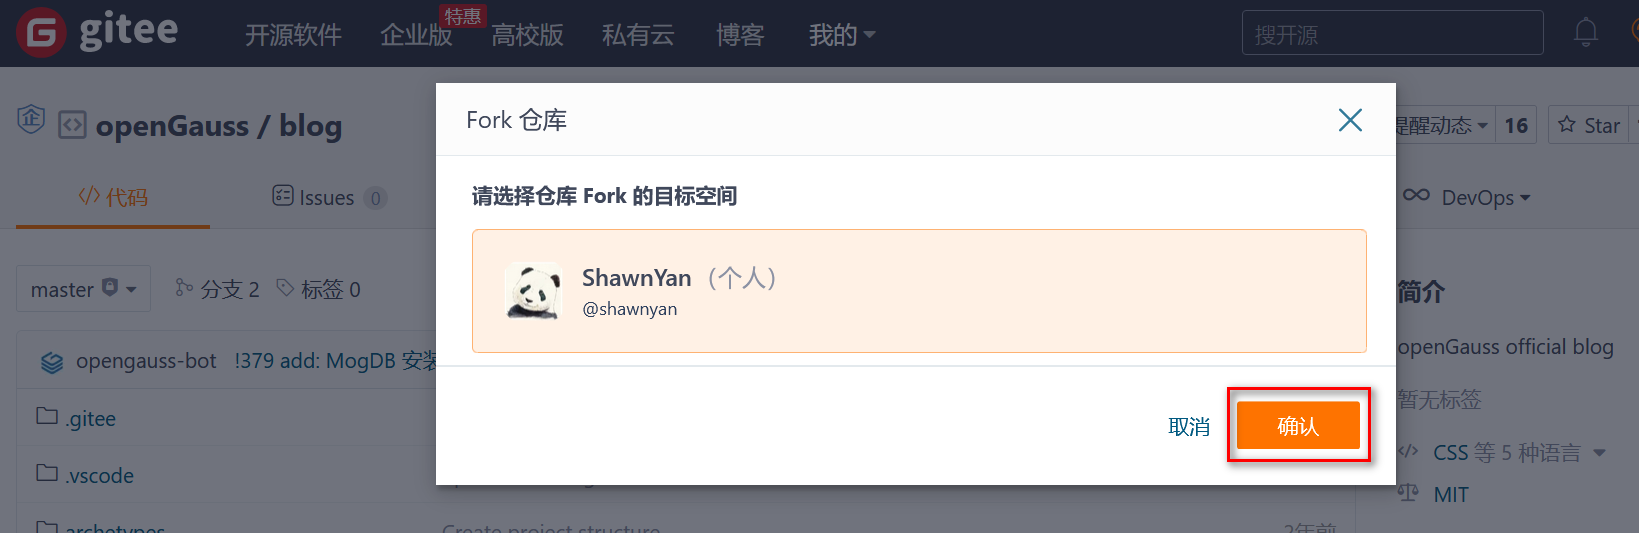 gitee
开源软件 企业版 特惠 高校版 私有云 博客 我的 搜开源
openGauss / blog
提醒动态 16 Star
代码 Issues 0 DevOps
master 分支 2 标签 0
opengauss-bot !379 add: MogDB 安装
.gitee
.vscode
archetypes Create project structure 2年前
Fork 仓库
请选择仓库 Fork 的目标空间
ShawnYan（个人）
@shawnyan
取消 确认
简介
openGauss official blog
暂无标签
CSS 等 5 种语言
MIT